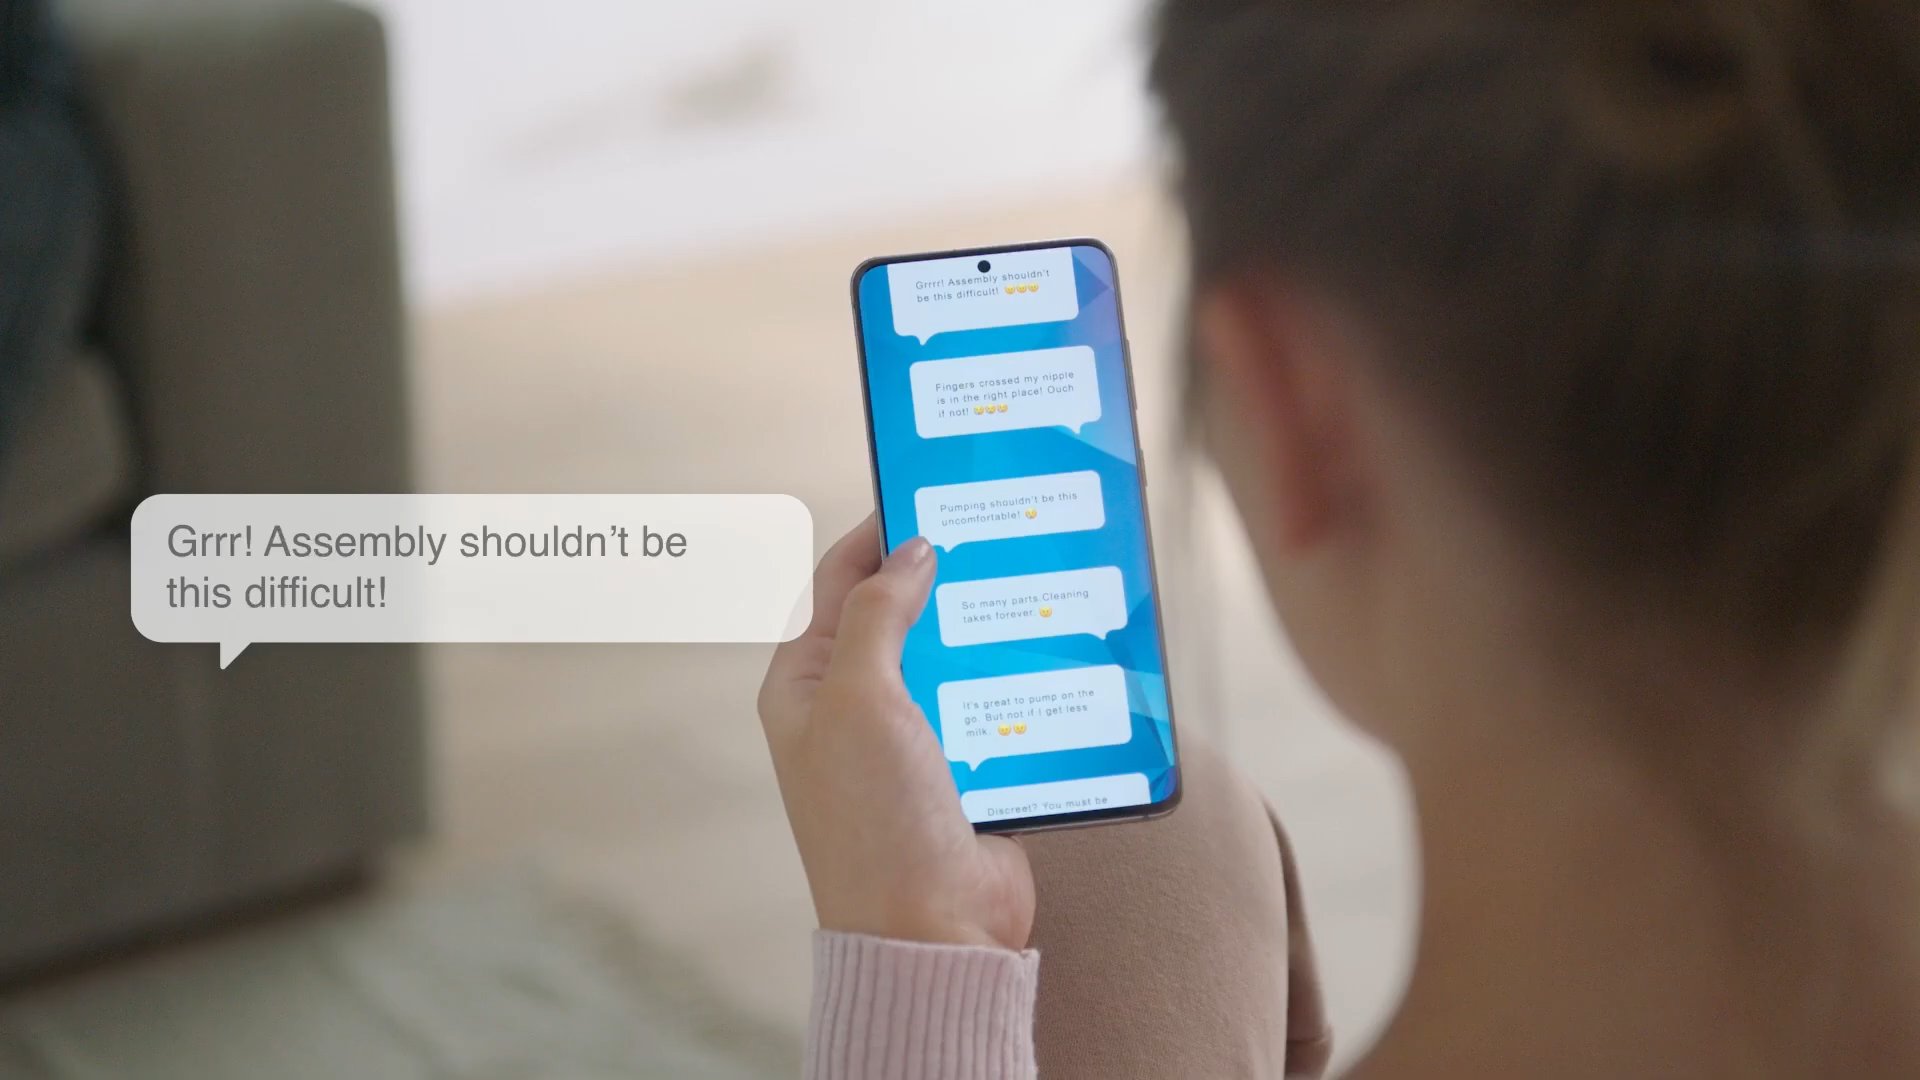 Grrr! Assembly shouldn't be
this difficult!
Grrrr! Assembly shouldn't
be this difficult! 😠😠😠
Fingers crossed my nipple
is in the right place! Ouch
if not! 😢😢😢
Pumping shouldn't be this
uncomfortable! 😢
So many parts.Cleaning
takes forever. 😠
It's great to pump on the
go. But not if I get less
milk. 😠😠
Discreet? You must be